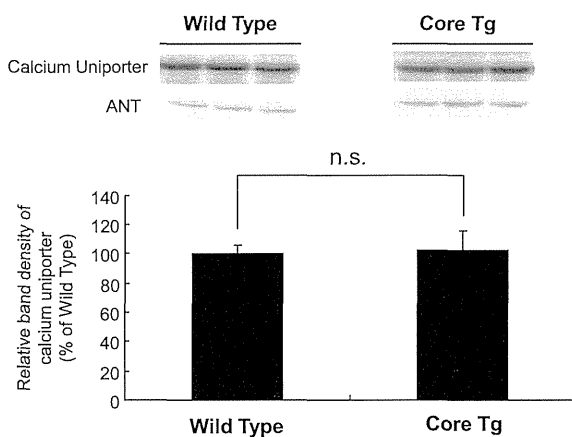 Wild Type
Core Tg
Calcium Uniporter
ANT
n.s.
Relative band density of
calcium uniporter
(% of Wild Type)
140
120
100
80
60
40
20
0
Wild Type
Core Tg